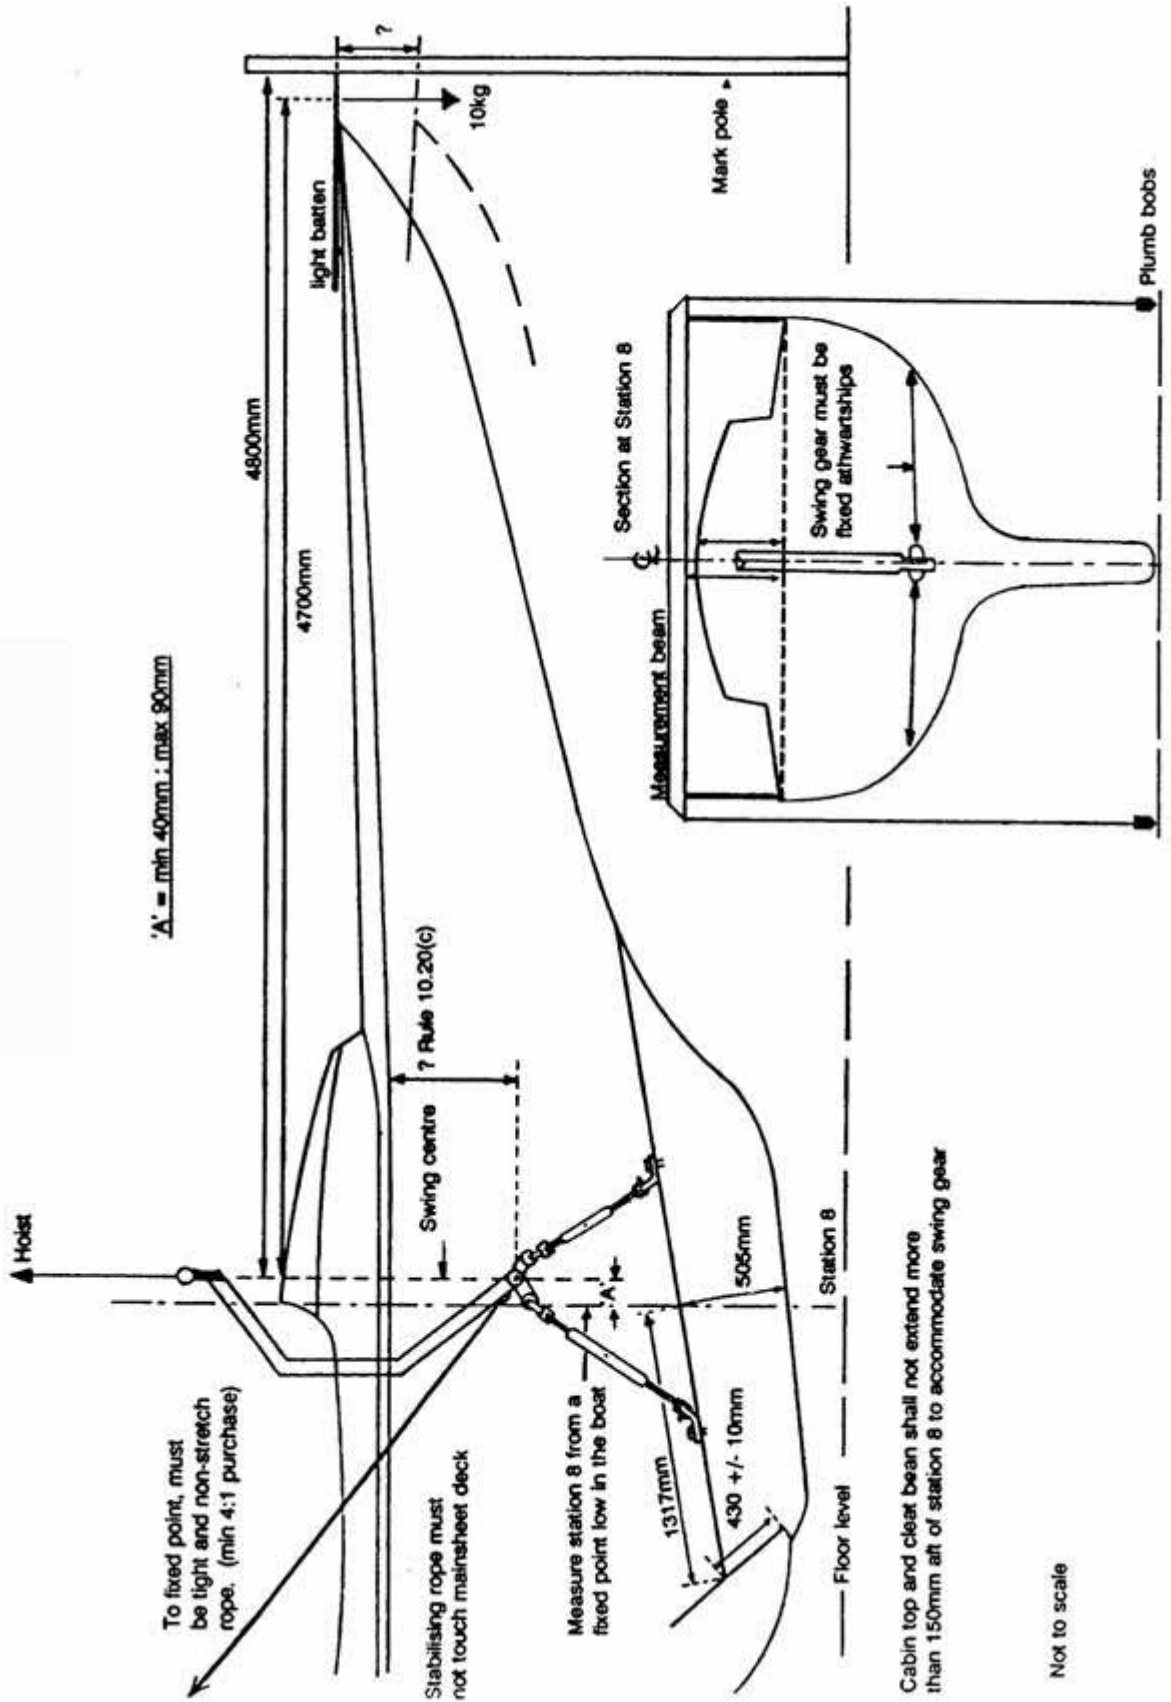 Hoist
To fixed point, must
be tight and non-stretch
rope. (min 4:1 purchase)
'A' = min 40mm : max 90mm
4800mm
4700mm
light batten
?
10kg
Stabilising rope must
not touch mainsheet deck
Swing centre
? Rule 10.20(c)
Measure station 8 from a
fixed point low in the boat
'A'
1317mm
430 +/- 10mm
505mm
Station 8
Floor level
Mark pole
Section at Station 8
Measurement beam
CL
Swing gear must be
fixed athwartships
Plumb bobs
Cabin top and cleat bean shall not extend more
than 150mm aft of station 8 to accommodate swing gear
Not to scale